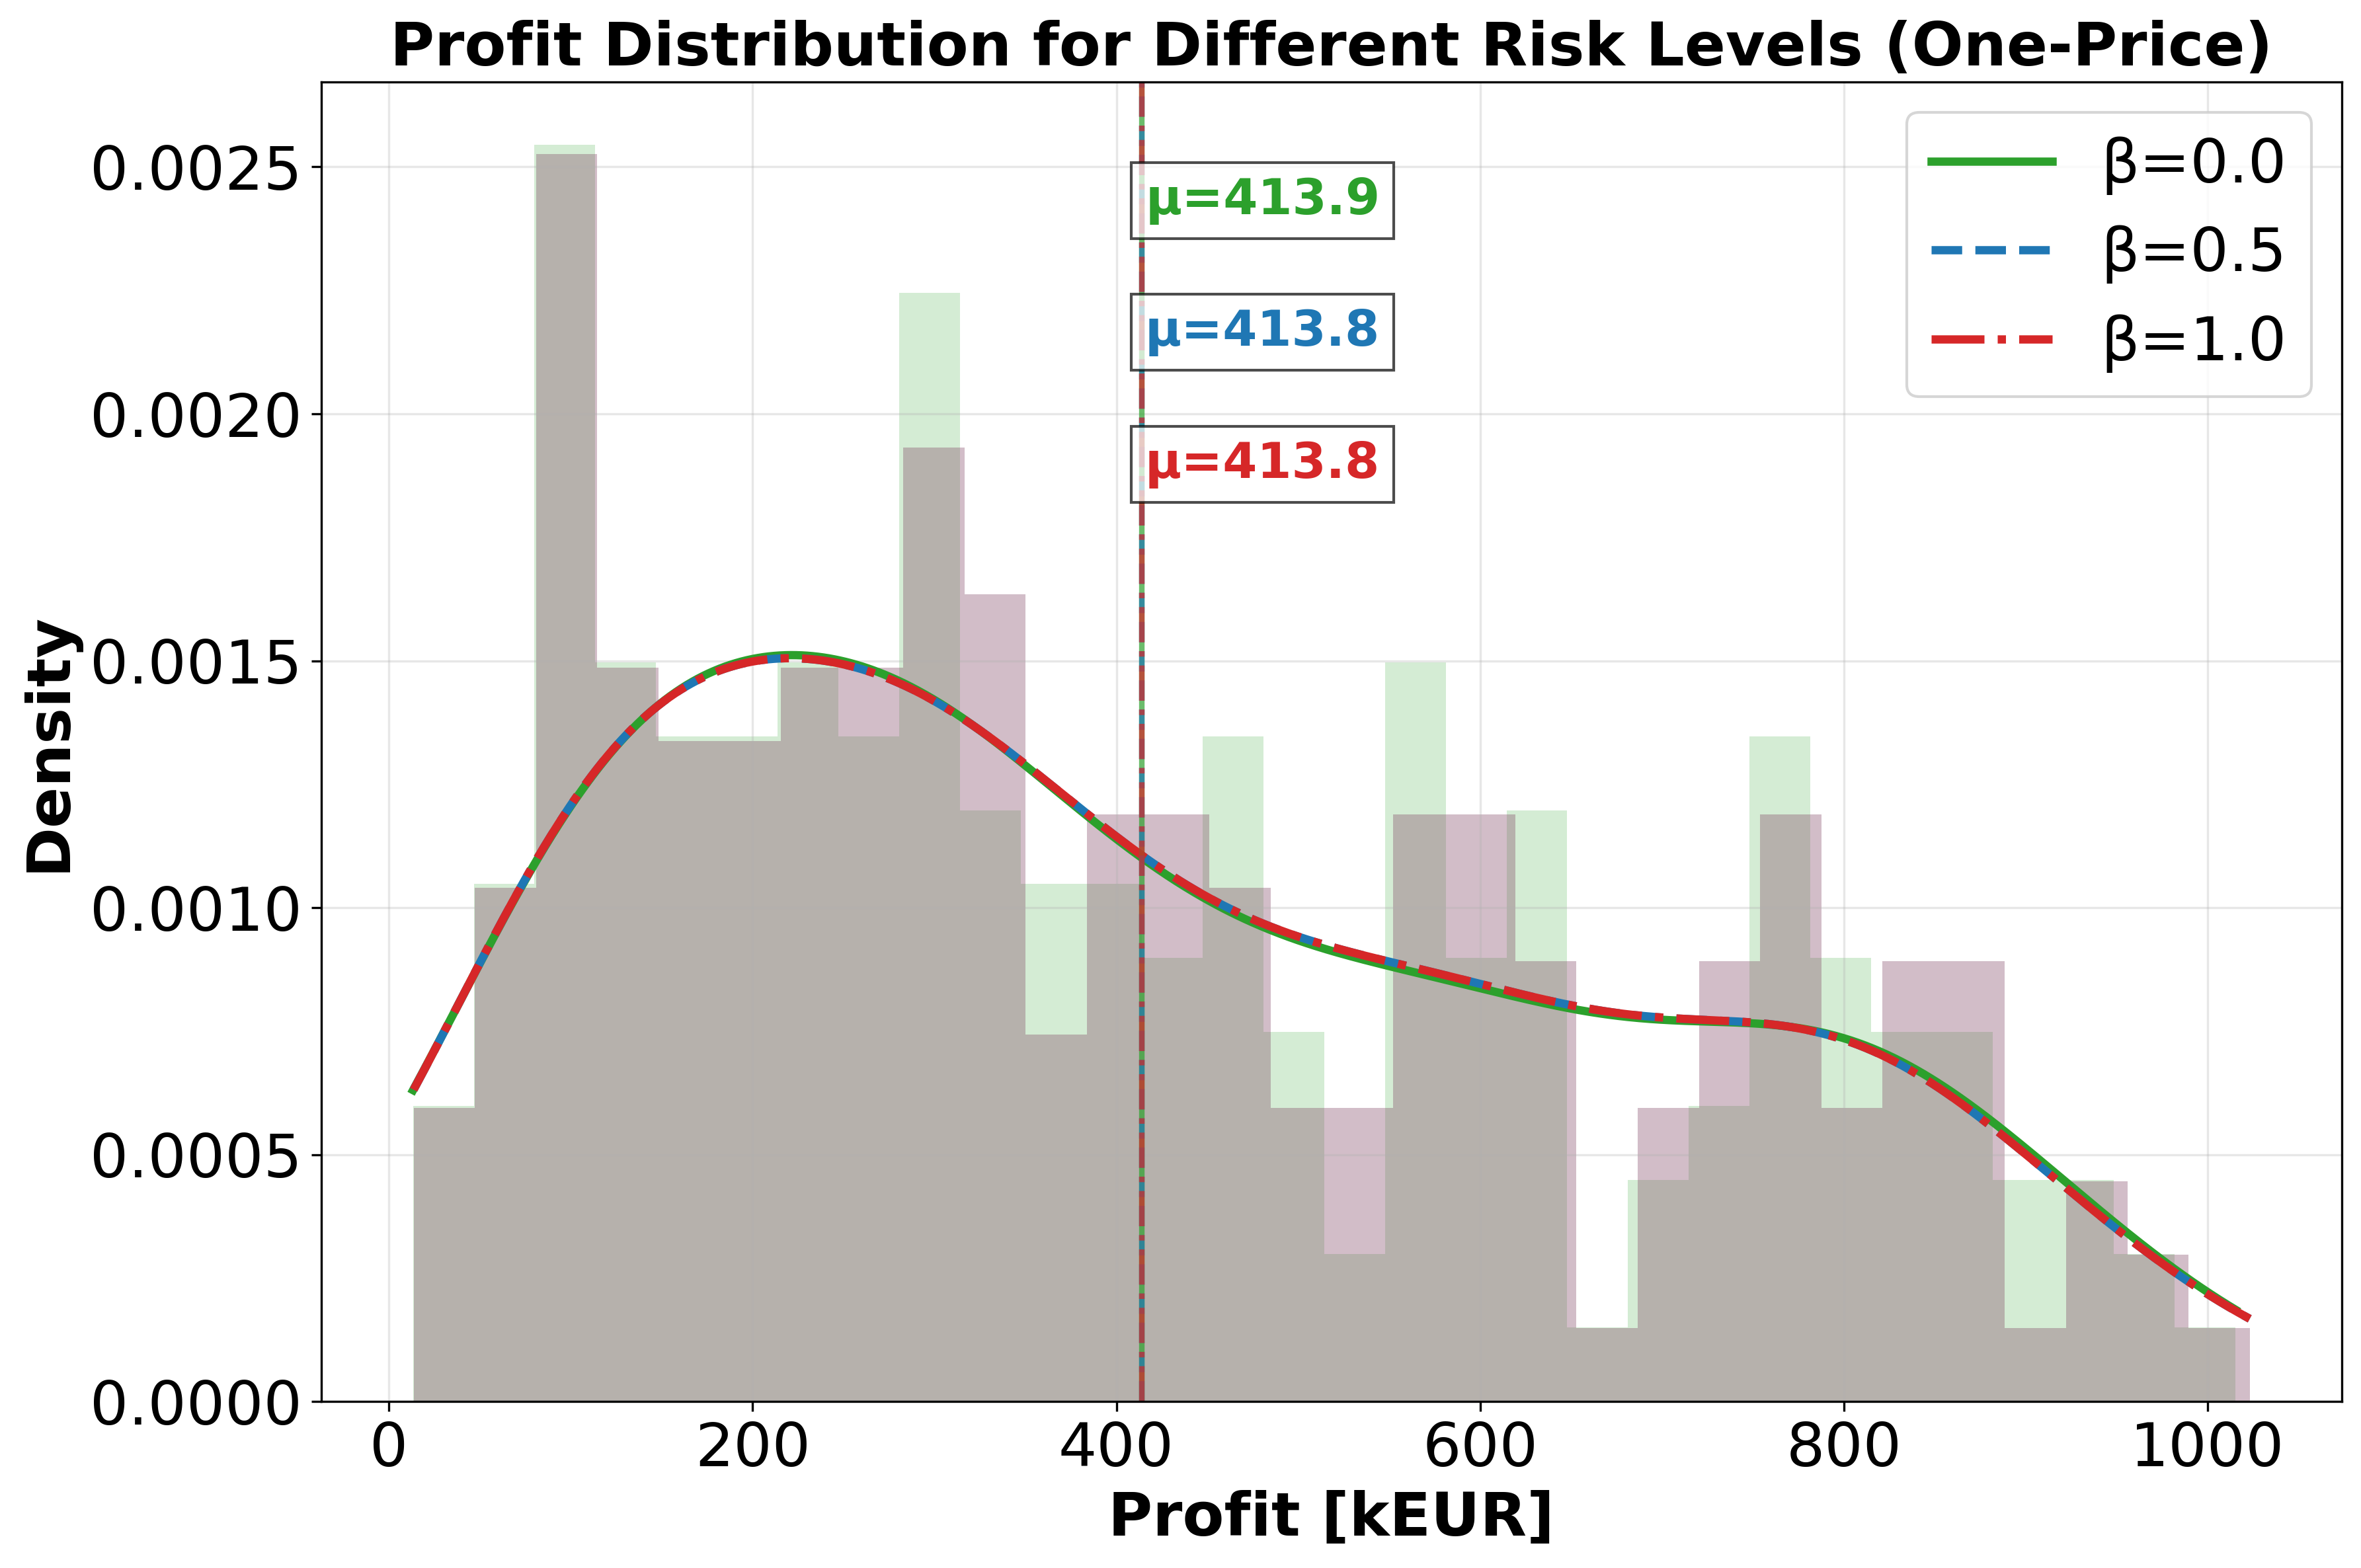 Profit Distribution for Different Risk Levels (One-Price)
β=0.0
β=0.5
β=1.0
μ=413.9
μ=413.8
μ=413.8
Density
0.0025
0.0020
0.0015
0.0010
0.0005
0.0000
0 200 400 600 800 1000
Profit [kEUR]